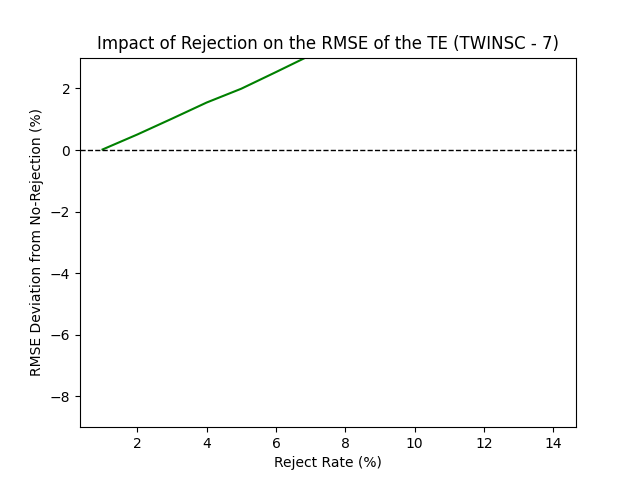 Impact of Rejection on the RMSE of the TE (TWINSC - 7)
RMSE Deviation from No-Rejection (%)
2
0
−2
−4
−6
−8
2 4 6 8 10 12 14
Reject Rate (%)